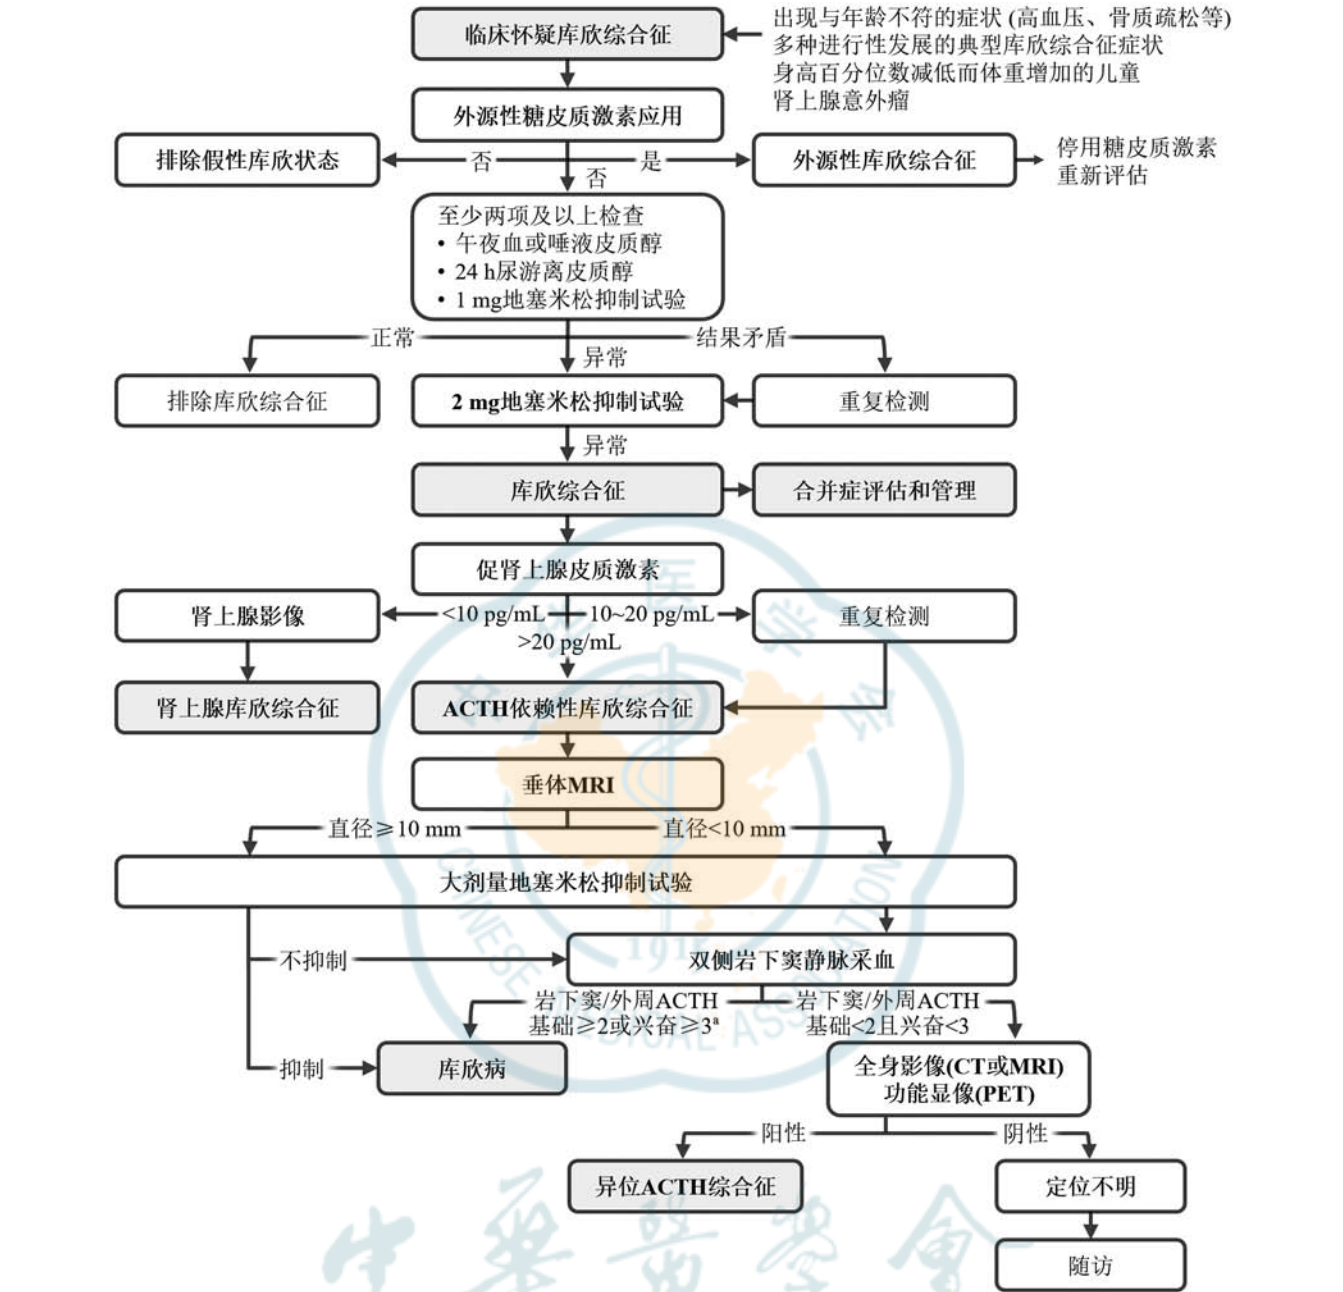 临床怀疑库欣综合征
出现与年龄不符的症状 (高血压、骨质疏松等)
多种进行性发展的典型库欣综合征症状
身高百分位数减低而体重增加的儿童
肾上腺意外瘤
外源性糖皮质激素应用
排除假性库欣状态
否
是
外源性库欣综合征
停用糖皮质激素
重新评估
否
至少两项及以上检查
• 午夜血或唾液皮质醇
• 24 h尿游离皮质醇
• 1 mg地塞米松抑制试验
正常
结果矛盾
异常
排除库欣综合征
2 mg地塞米松抑制试验
重复检测
异常
库欣综合征
合并症评估和管理
促肾上腺皮质激素
肾上腺影像
<10 pg/mL
10~20 pg/mL
重复检测
>20 pg/mL
肾上腺库欣综合征
ACTH依赖性库欣综合征
垂体MRI
直径≥10 mm
直径<10 mm
大剂量地塞米松抑制试验
不抑制
双侧岩下窦静脉采血
岩下窦/外周ACTH
基础≥2或兴奋≥3ª
岩下窦/外周ACTH
基础<2且兴奋<3
抑制
库欣病
全身影像(CT或MRI)
功能显像(PET)
阳性
阴性
异位ACTH综合征
定位不明
随访
中华医学会
CHINESE MEDICAL ASSOCIATION
中華醫學會